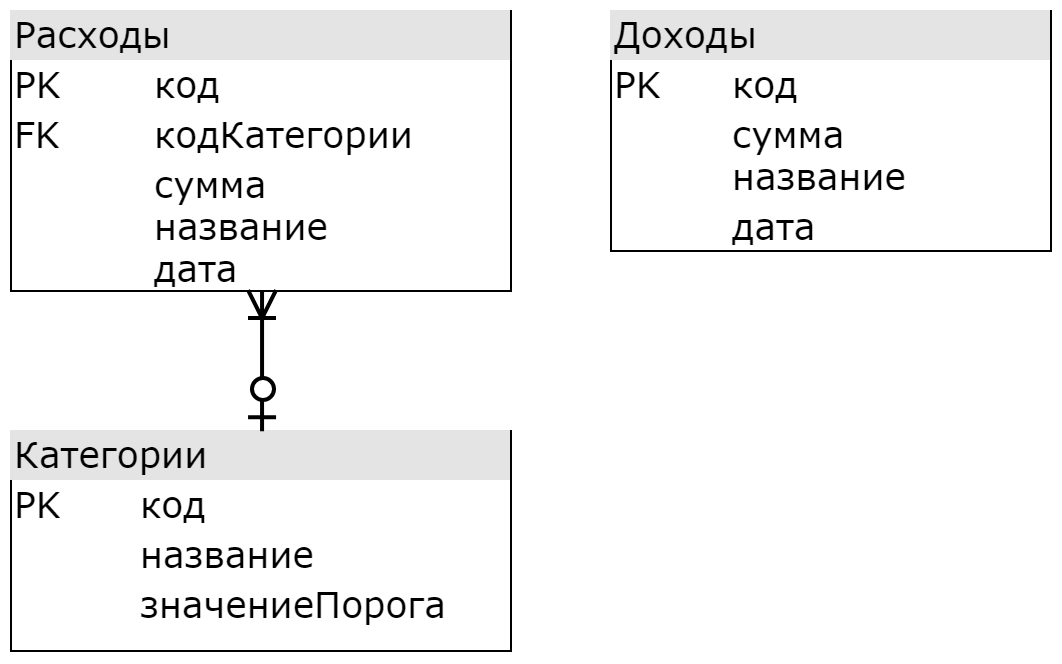 Расходы
PK код
FK кодКатегории
сумма
название
дата
Доходы
PK код
сумма
название
дата
Категории
PK код
название
значениеПорога